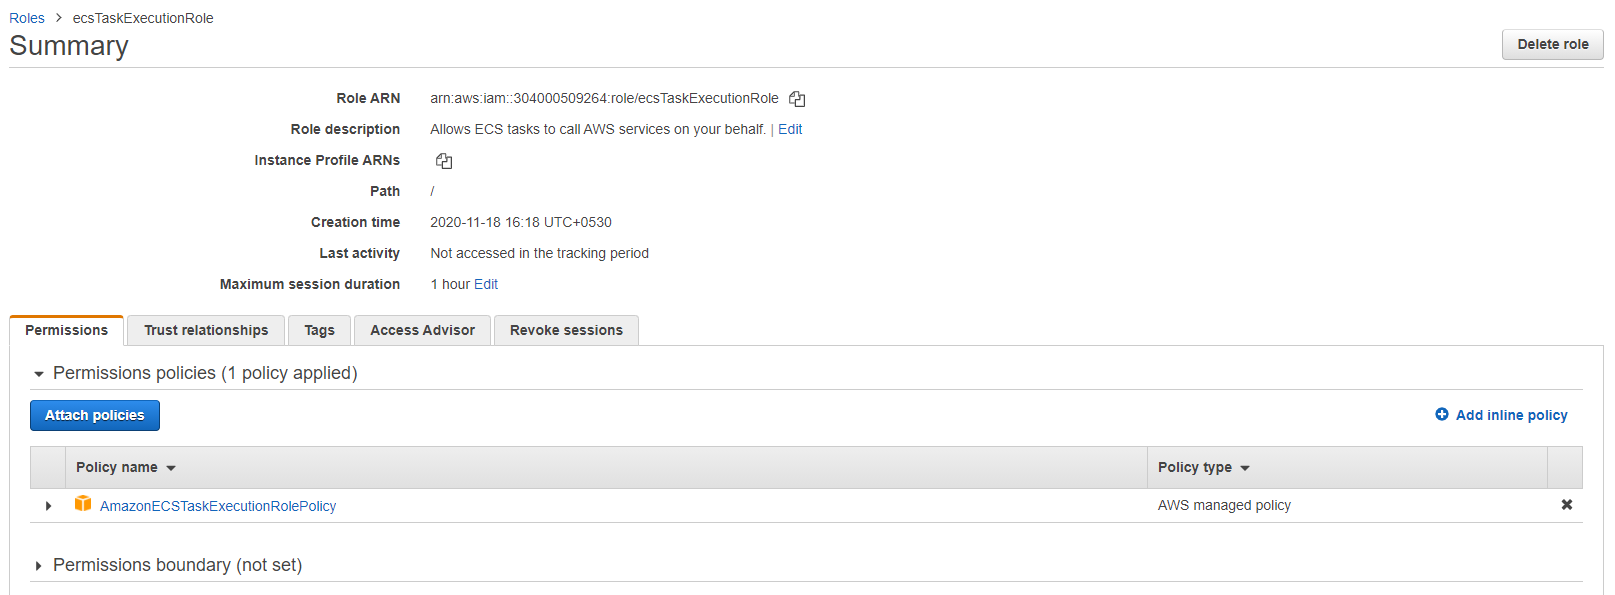 Roles > ecsTaskExecutionRole
Summary
Delete role
Role ARN arn:aws:iam::304000509264:role/ecsTaskExecutionRole
Role description Allows ECS tasks to call AWS services on your behalf. | Edit
Instance Profile ARNs
Path /
Creation time 2020-11-18 16:18 UTC+0530
Last activity Not accessed in the tracking period
Maximum session duration 1 hour Edit
Permissions Trust relationships Tags Access Advisor Revoke sessions
Permissions policies (1 policy applied)
Attach policies Add inline policy
Policy name Policy type
AmazonECSTaskExecutionRolePolicy AWS managed policy
Permissions boundary (not set)